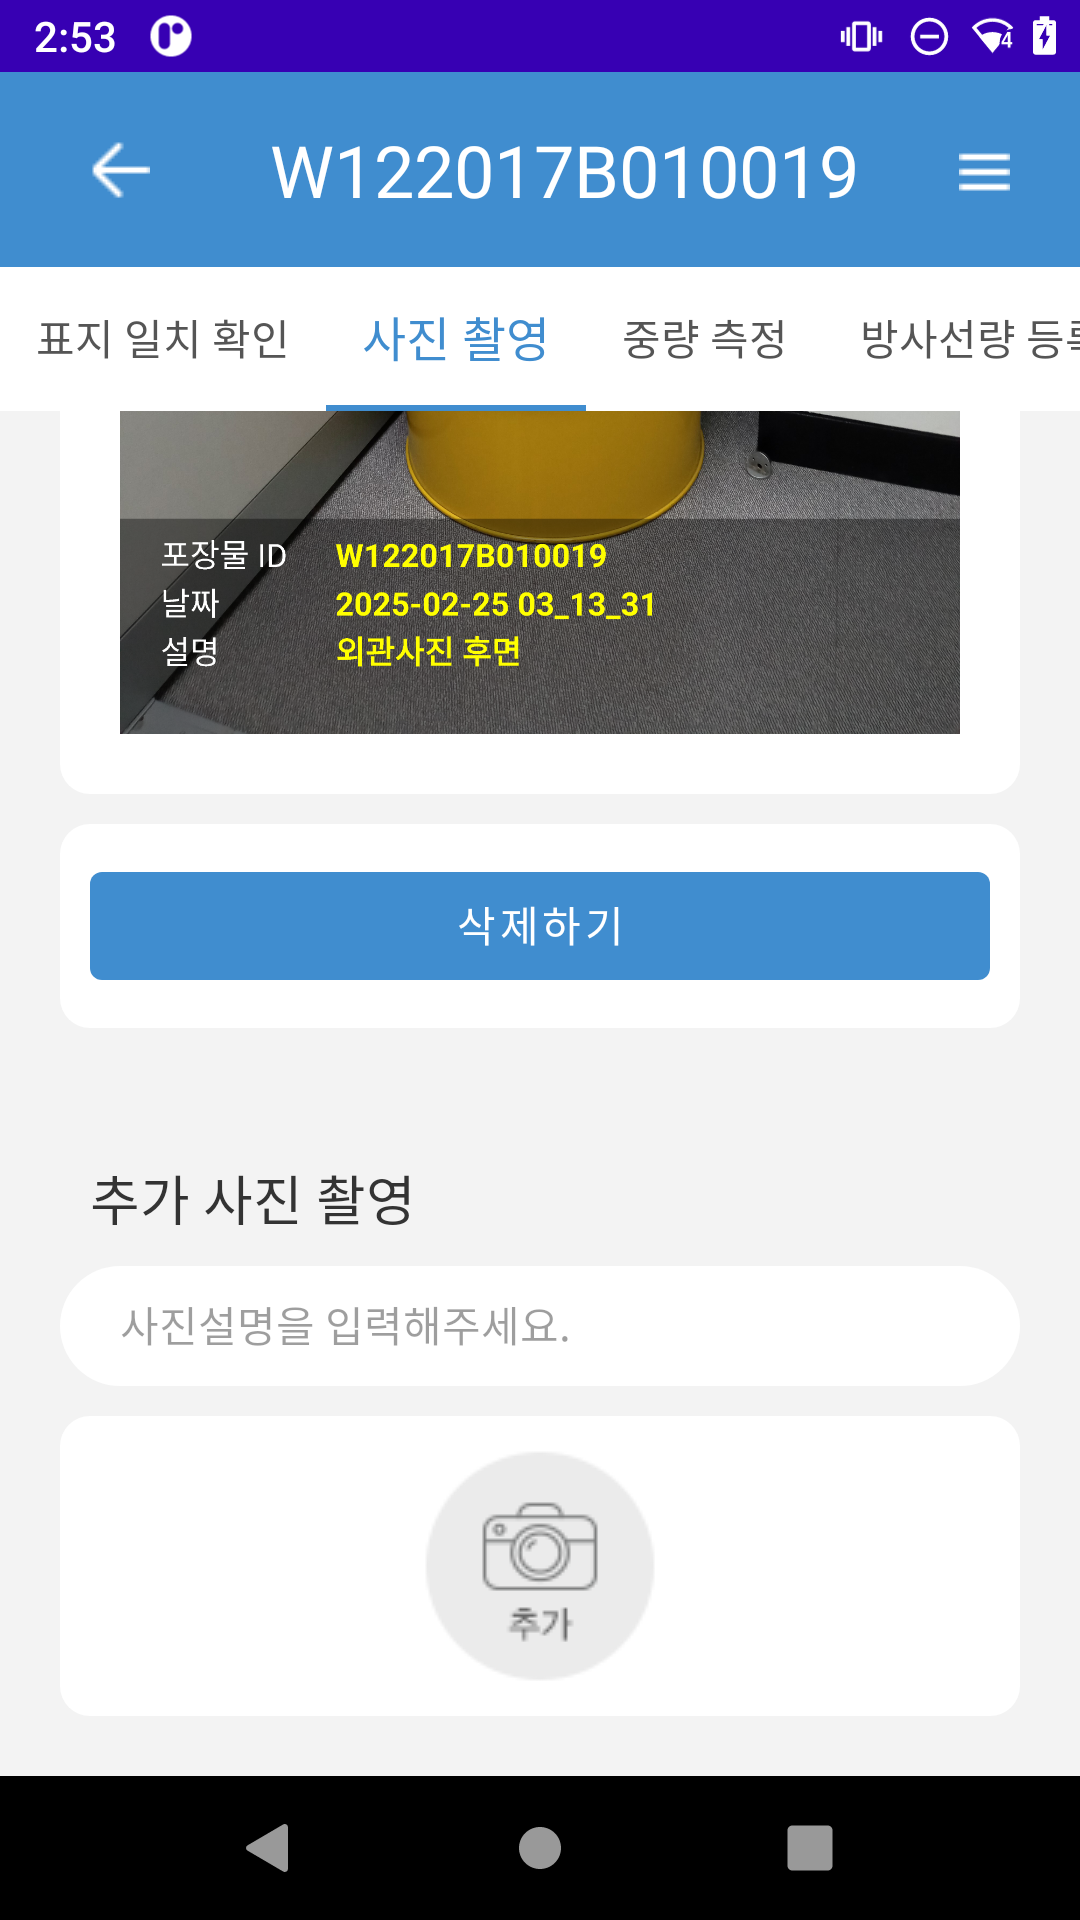 2:53
W122017B010019
표지 일치 확인
사진 촬영
중량 측정
방사선량
포장물 ID W122017B010019
날짜 2025-02-25 03_13_31
설명 외관사진 후면
삭제하기
추가 사진 촬영
사진설명을 입력해주세요.
추가